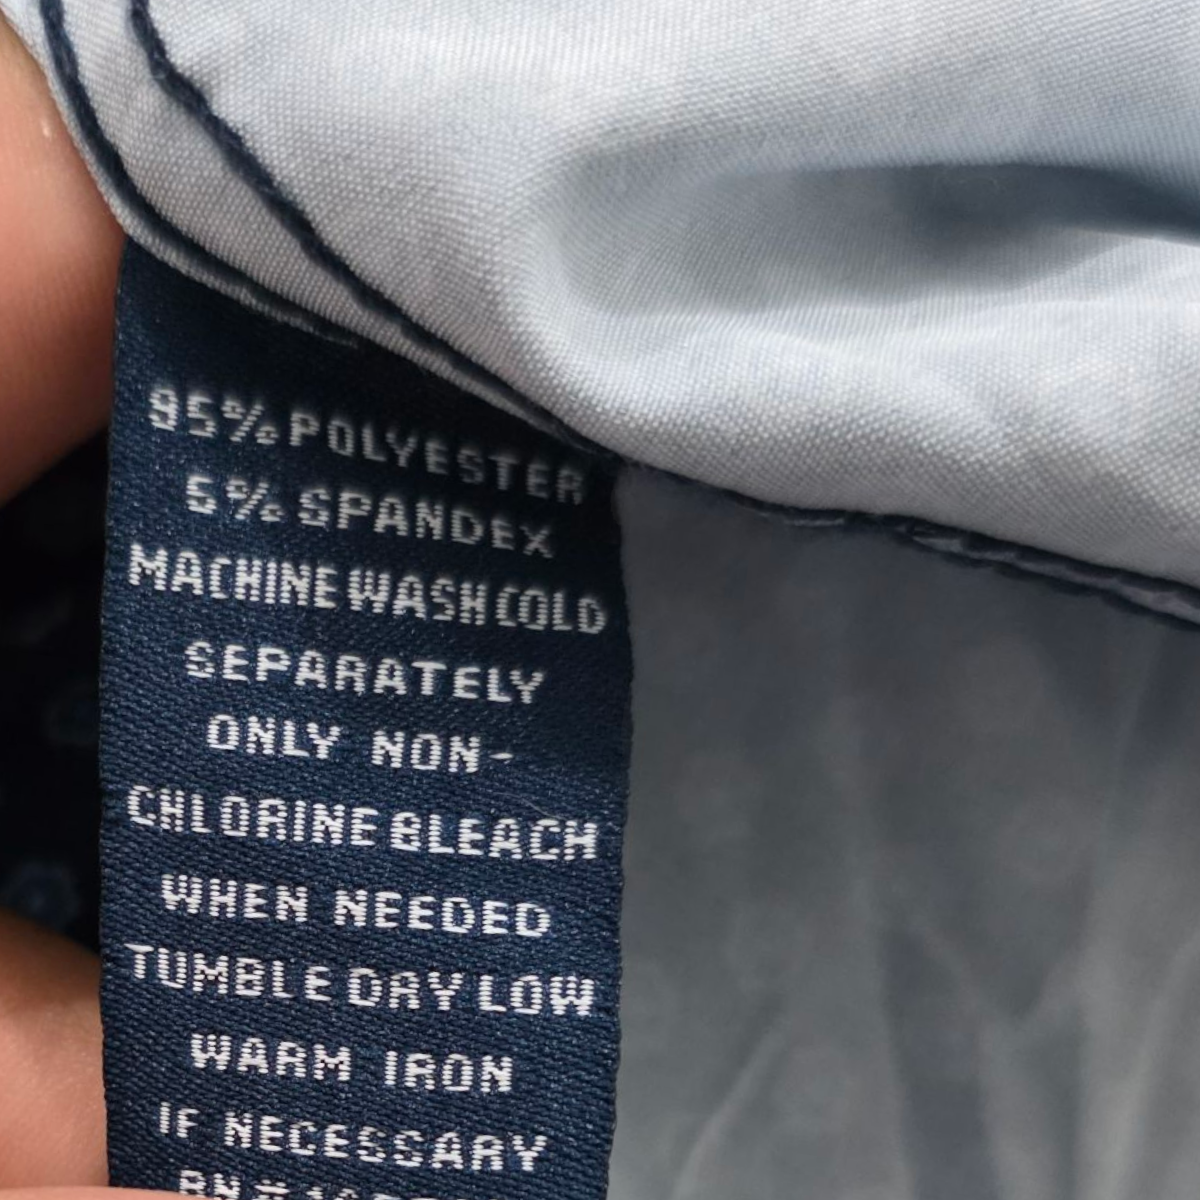 95% POLYESTER
5% SPANDEX
MACHINE WASH COLD
SEPARATELY
ONLY NON-
CHLORINE BLEACH
WHEN NEEDED
TUMBLE DRY LOW
WARM IRON
IF NECESSARY